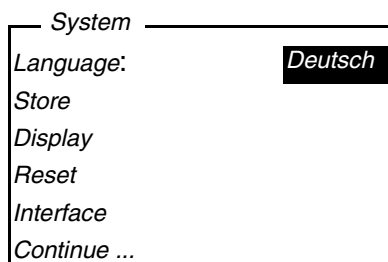 System
Language: Deutsch
Store
Display
Reset
Interface
Continue ...